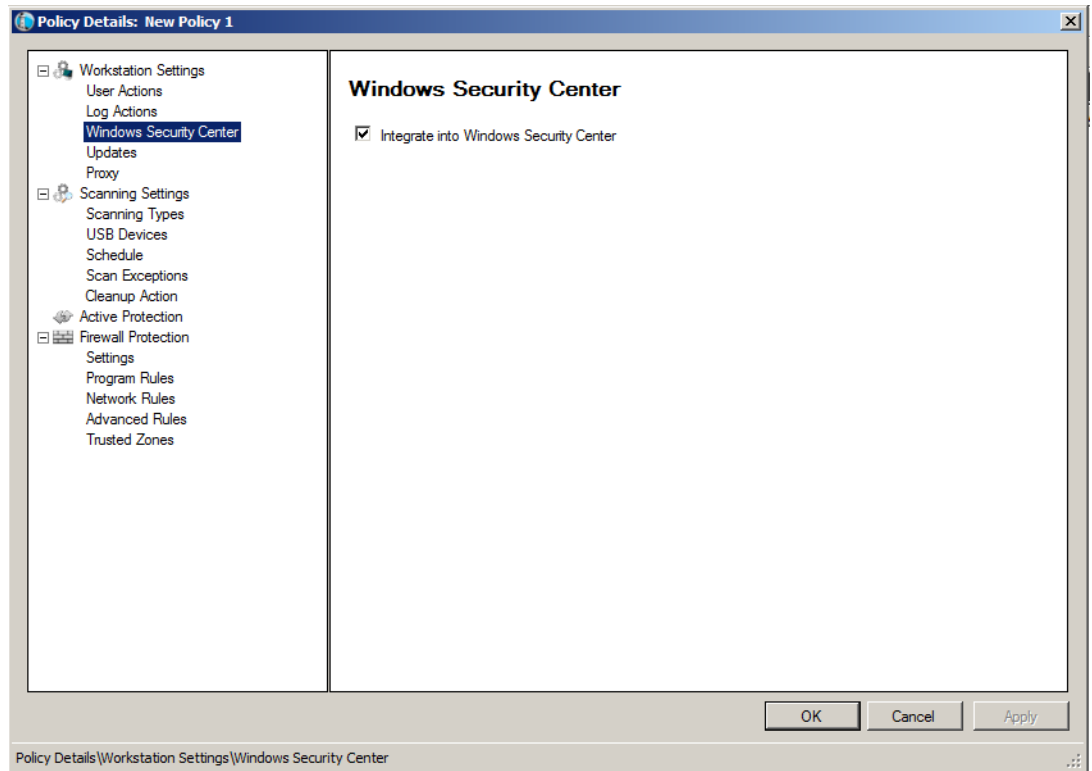 Policy Details: New Policy 1
Workstation Settings
User Actions
Log Actions
Windows Security Center
Updates
Proxy
Scanning Settings
Scanning Types
USB Devices
Schedule
Scan Exceptions
Cleanup Action
Active Protection
Firewall Protection
Settings
Program Rules
Network Rules
Advanced Rules
Trusted Zones
Windows Security Center
Integrate into Windows Security Center
OK Cancel Apply
Policy Details\Workstation Settings\Windows Security Center